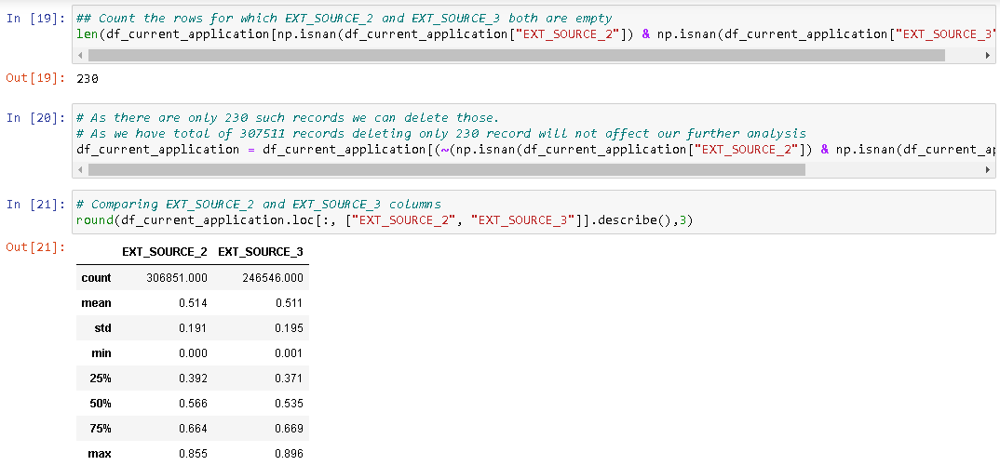 In [19]: ## Count the rows for which EXT_SOURCE_2 and EXT_SOURCE_3 both are empty
len(df_current_application[np.isnan(df_current_application["EXT_SOURCE_2"]) & np.isnan(df_current_application["EXT_SOURCE_3"
Out[19]: 230
In [20]: # As there are only 230 such records we can delete those.
# As we have total of 307511 records deleting only 230 record will not affect our further analysis
df_current_application = df_current_application[(~(np.isnan(df_current_application["EXT_SOURCE_2"]) & np.isnan(df_current_ap
In [21]: # Comparing EXT_SOURCE_2 and EXT_SOURCE_3 columns
round(df_current_application.loc[:, ["EXT_SOURCE_2", "EXT_SOURCE_3"]].describe(),3)
Out[21]:
EXT_SOURCE_2 EXT_SOURCE_3
count 306851.000 246546.000
mean 0.514 0.511
std 0.191 0.195
min 0.000 0.001
25% 0.392 0.371
50% 0.566 0.535
75% 0.664 0.669
max 0.855 0.896